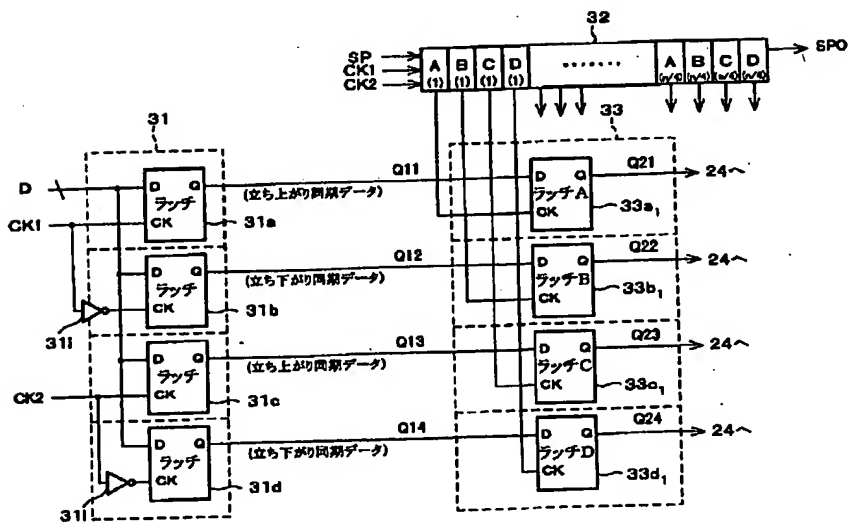 32
SP
CK1
CK2
A (1) B (1) C (1) D (1) ....... A (n/4) B (n/4) C (n/4) D (n/4)
SPO
31
33
D
CK1
D Q
ラッチ
CK
31a
Q11
(立ち上がり同期データ)
D Q
ラッチA
CK
33a1
Q21
24へ
31i
D Q
ラッチ
CK
31b
Q12
(立ち下がり同期データ)
D Q
ラッチB
CK
33b1
Q22
24へ
CK2
D Q
ラッチ
CK
31c
Q13
(立ち上がり同期データ)
D Q
ラッチC
CK
33c1
Q23
24へ
31i
D Q
ラッチ
CK
31d
Q14
(立ち下がり同期データ)
D Q
ラッチD
CK
33d1
Q24
24へ